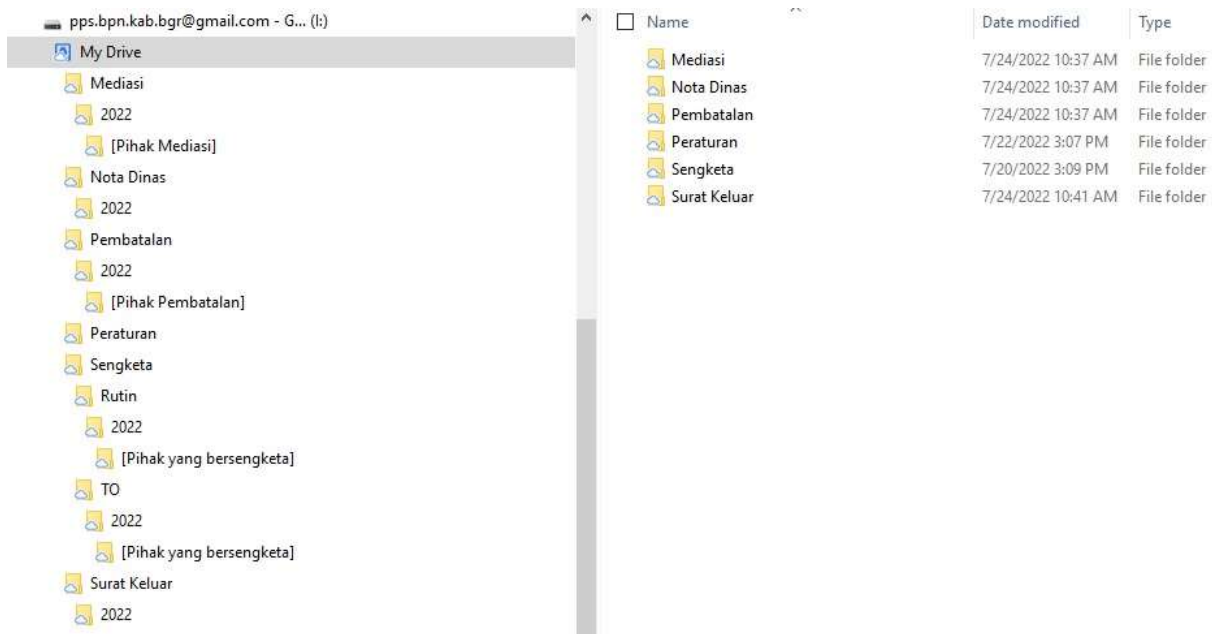 pps.bpn.kab.bgr@gmail.com - G... (I:)
My Drive
Mediasi
2022
[Pihak Mediasi]
Nota Dinas
2022
Pembatalan
2022
[Pihak Pembatalan]
Peraturan
Sengketa
Rutin
2022
[Pihak yang bersengketa]
TO
2022
[Pihak yang bersengketa]
Surat Keluar
2022
Name Date modified Type
Mediasi 7/24/2022 10:37 AM File folder
Nota Dinas 7/24/2022 10:37 AM File folder
Pembatalan 7/24/2022 10:37 AM File folder
Peraturan 7/22/2022 3:07 PM File folder
Sengketa 7/20/2022 3:09 PM File folder
Surat Keluar 7/24/2022 10:41 AM File folder